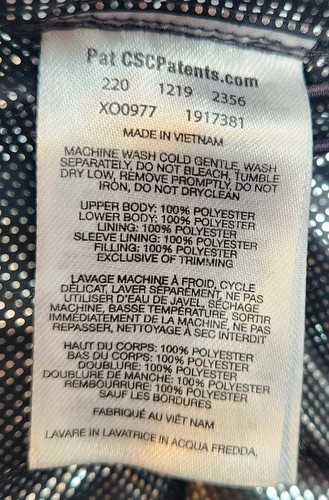 Pat CSCPatents.com
220 1219 2356
XO0977 1917381
MADE IN VIETNAM
MACHINE WASH COLD GENTLE, WASH
SEPARATELY, DO NOT BLEACH, TUMBLE
DRY LOW, REMOVE PROMPTLY, DO NOT
IRON, DO NOT DRYCLEAN
UPPER BODY: 100% POLYESTER
LOWER BODY: 100% POLYESTER
LINING: 100% POLYESTER
SLEEVE LINING: 100% POLYESTER
FILLING: 100% POLYESTER
EXCLUSIVE OF TRIMMING
LAVAGE MACHINE À FROID, CYCLE
DÉLICAT, LAVER SÉPARÉMENT, NE PAS
UTILISER D'EAU DE JAVEL, SÉCHAGE
MACHINE, BASSE TEMPÉRATURE, SORTIR
IMMÉDIATEMENT DE LA MACHINE, NE PAS
REPASSER, NETTOYAGE À SEC INTERDIT
HAUT DU CORPS: 100% POLYESTER
BAS DU CORPS: 100% POLYESTER
DOUBLURE: 100% POLYESTER
DOUBLURE DE MANCHE: 100% POLYESTER
REMBOURRURE: 100% POLYESTER
SAUF LES BORDURES
FABRIQUÉ AU VIÊT NAM
LAVARE IN LAVATRICE IN ACQUA FREDDA,